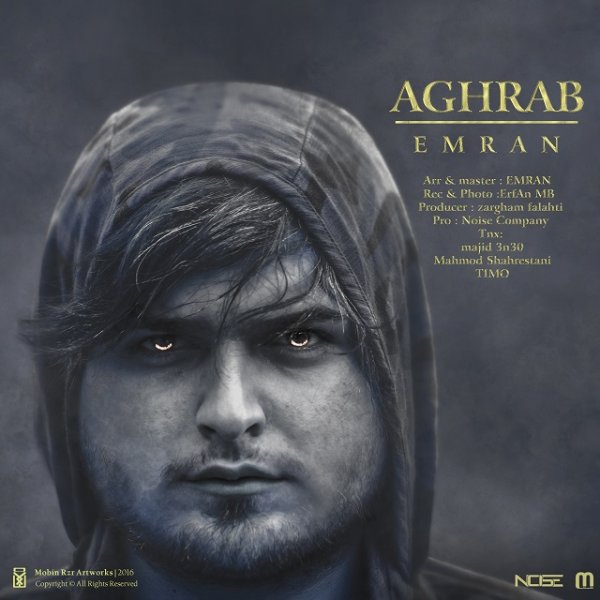 AGHRAB
EMRAN
Arr & master : EMRAN
Rec & Photo :ErfAn MB
Producer : zargham falahti
Pro : Noise Company
Tnx:
majid 3n30
Mahmod Shahrestani
TIMO
Mobin Rzr Artworks | 2016
Copyright © All Rights Reserved
NOISE
M